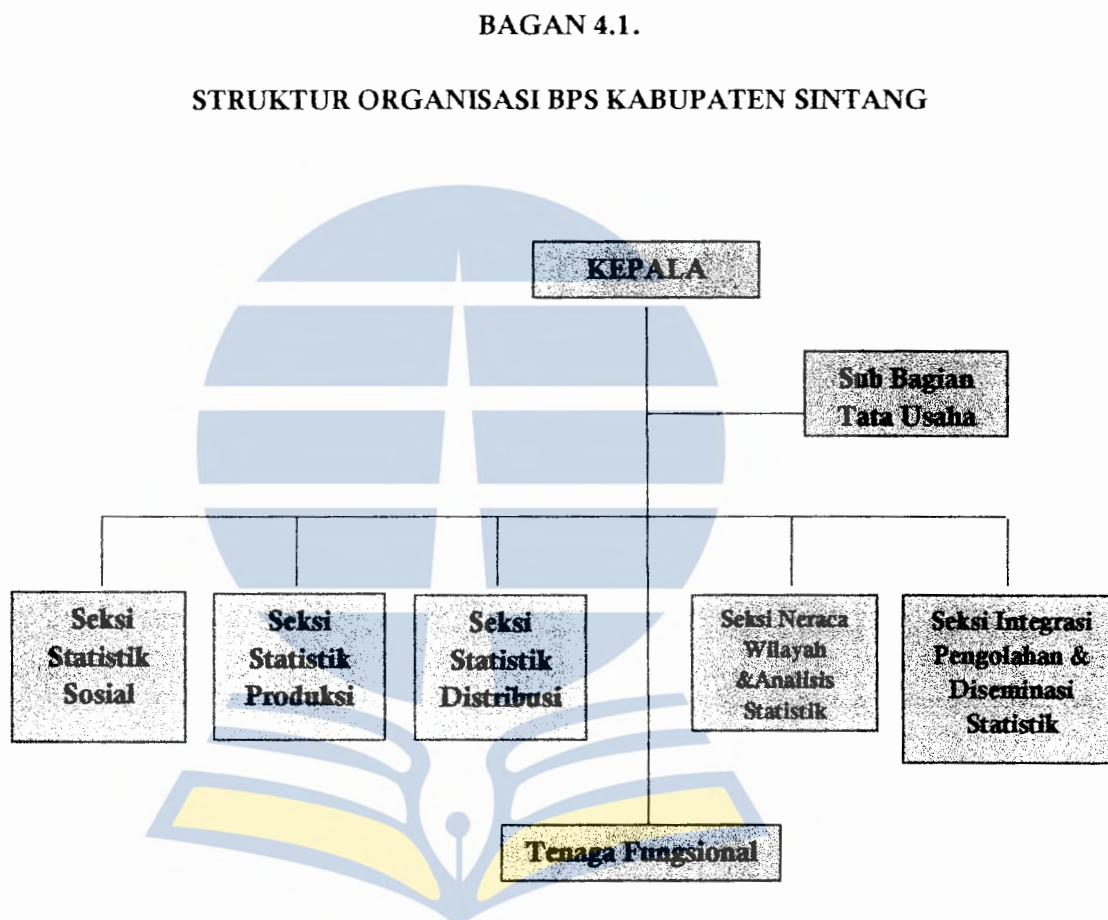 BAGAN 4.1.
STRUKTUR ORGANISASI BPS KABUPATEN SINTANG
KEPALA
Sub Bagian
Tata Usaha
Seksi
Statistik
Sosial
Seksi
Statistik
Produksi
Seksi
Statistik
Distribusi
Seksi Neraca
Wilayah
&Analisis
Statistik
Seksi Integrasi
Pengolahan &
Diseminasi
Statistik
Tenaga Fungsional